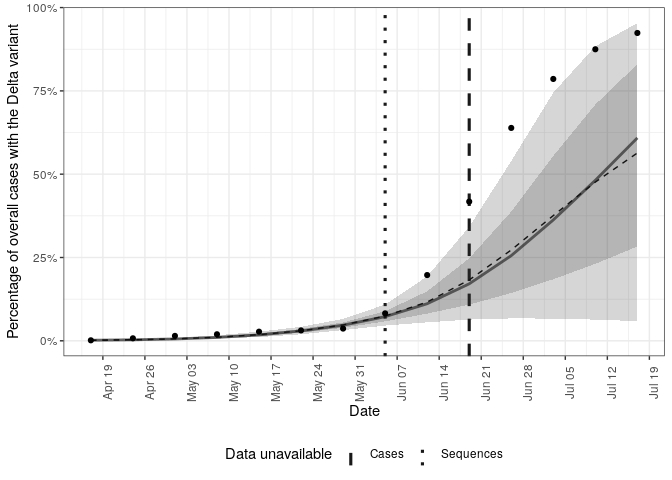 Percentage of overall cases with the Delta variant
100%
75%
50%
25%
0%
Apr 19
Apr 26
May 03
May 10
May 17
May 24
May 31
Jun 07
Jun 14
Jun 21
Jun 28
Jul 05
Jul 12
Jul 19
Date
Data unavailable Cases Sequences